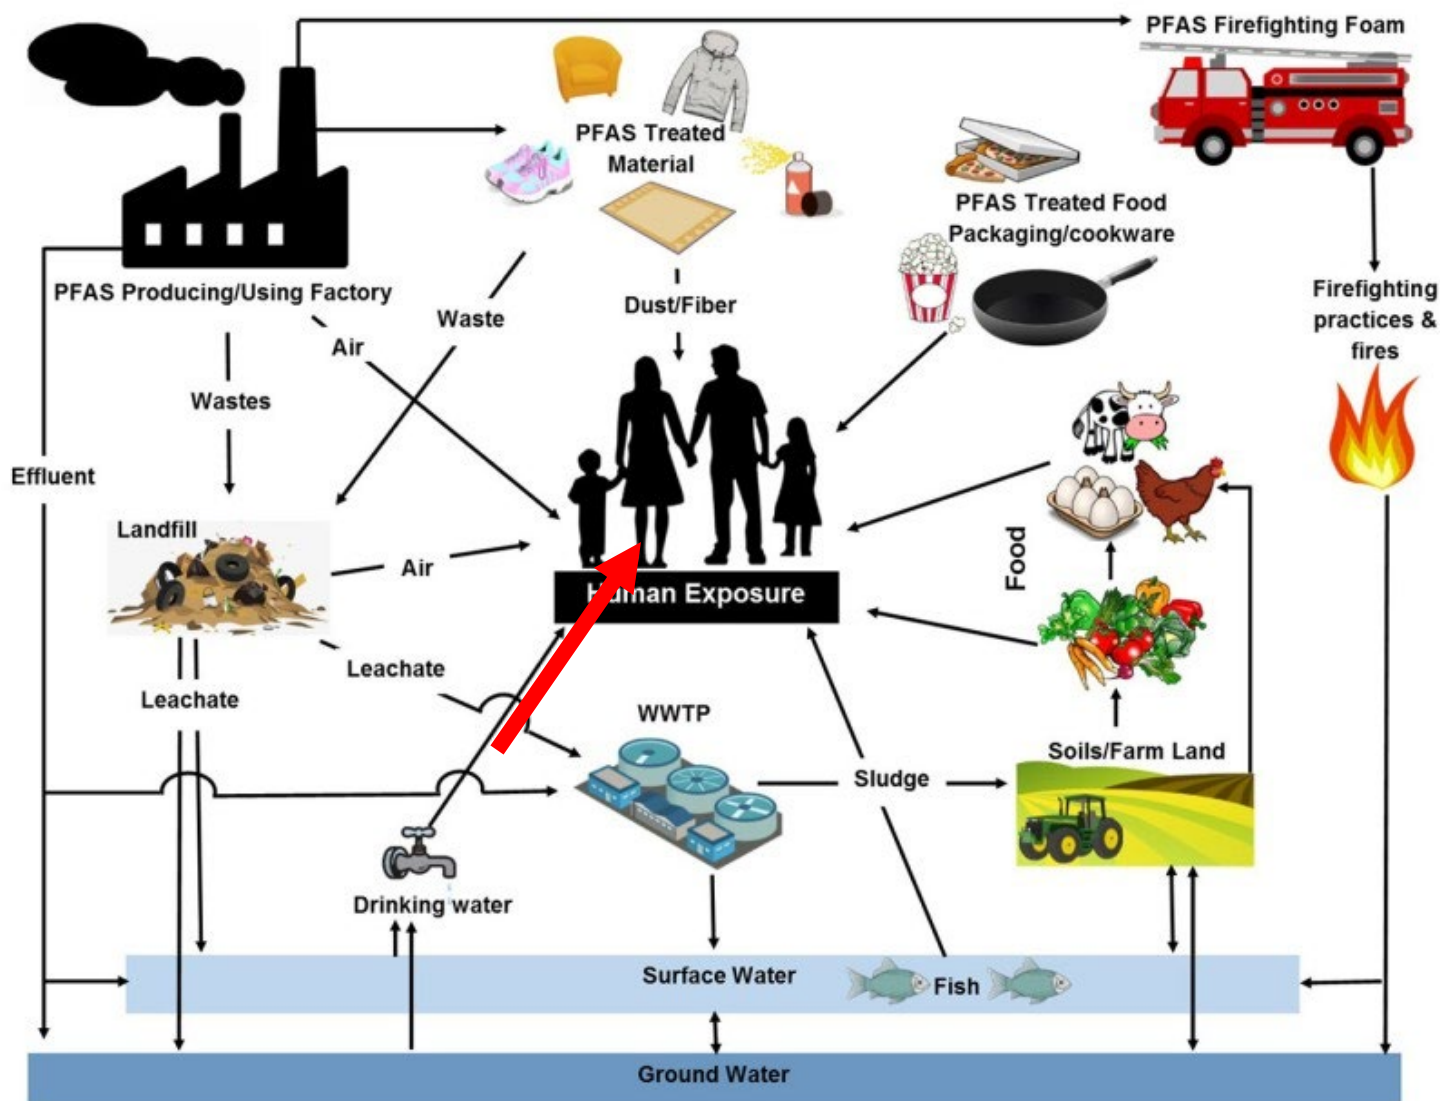 PFAS Firefighting Foam
PFAS Treated
Material
PFAS Treated Food
Packaging/cookware
PFAS Producing/Using Factory
Dust/Fiber
Waste
Air
Firefighting
practices &
fires
Wastes
Effluent
Landfill
Air
Food
Human Exposure
Leachate
Leachate
WWTP
Soils/Farm Land
Sludge
Drinking water
Surface Water
Fish
Ground Water